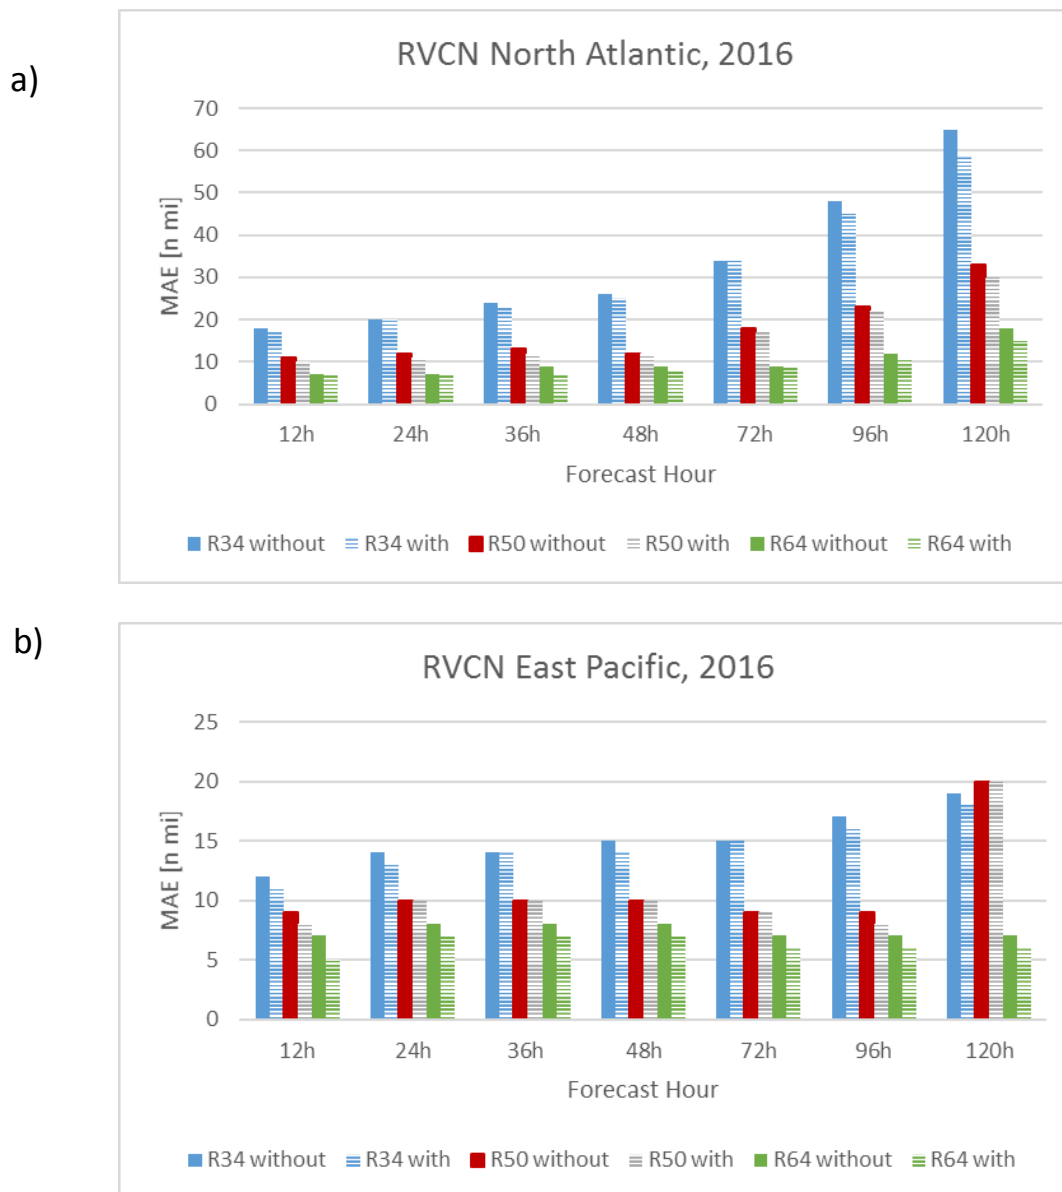 a)
RVCN North Atlantic, 2016
70
60
50
40
30
20
10
0
MAE [n mi]
12h 24h 36h 48h 72h 96h 120h
Forecast Hour
R34 without R34 with R50 without R50 with R64 without R64 with
b)
RVCN East Pacific, 2016
25
20
15
10
5
0
MAE [n mi]
12h 24h 36h 48h 72h 96h 120h
Forecast Hour
R34 without R34 with R50 without R50 with R64 without R64 with